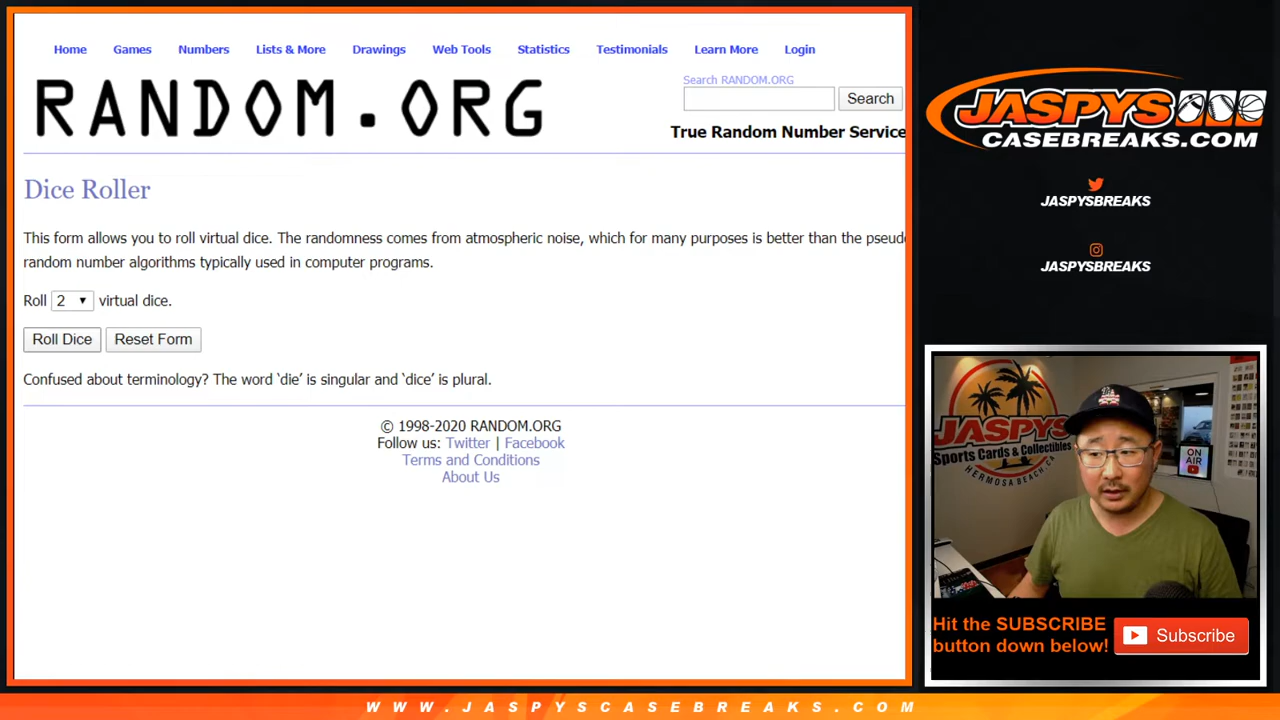 Home Games Numbers Lists & More Drawings Web Tools Statistics Testimonials Learn More Login
RANDOM.ORG
Search RANDOM.ORG
Search
True Random Number Service
Dice Roller
This form allows you to roll virtual dice. The randomness comes from atmospheric noise, which for many purposes is better than the pseudo
random number algorithms typically used in computer programs.
Roll 2 virtual dice.
Roll Dice Reset Form
Confused about terminology? The word ‘die’ is singular and ‘dice’ is plural.
© 1998-2020 RANDOM.ORG
Follow us: Twitter | Facebook
Terms and Conditions
About Us
JASPYS
CASEBREAKS.COM
JASPYSBREAKS
JASPYSBREAKS
JASPYS
Sports Cards & Collectibles
HERMOSA BEACH, CA
ON
AIR
Hit the SUBSCRIBE
button down below!
Subscribe
WWW.JASPYSCASEBREAKS.COM